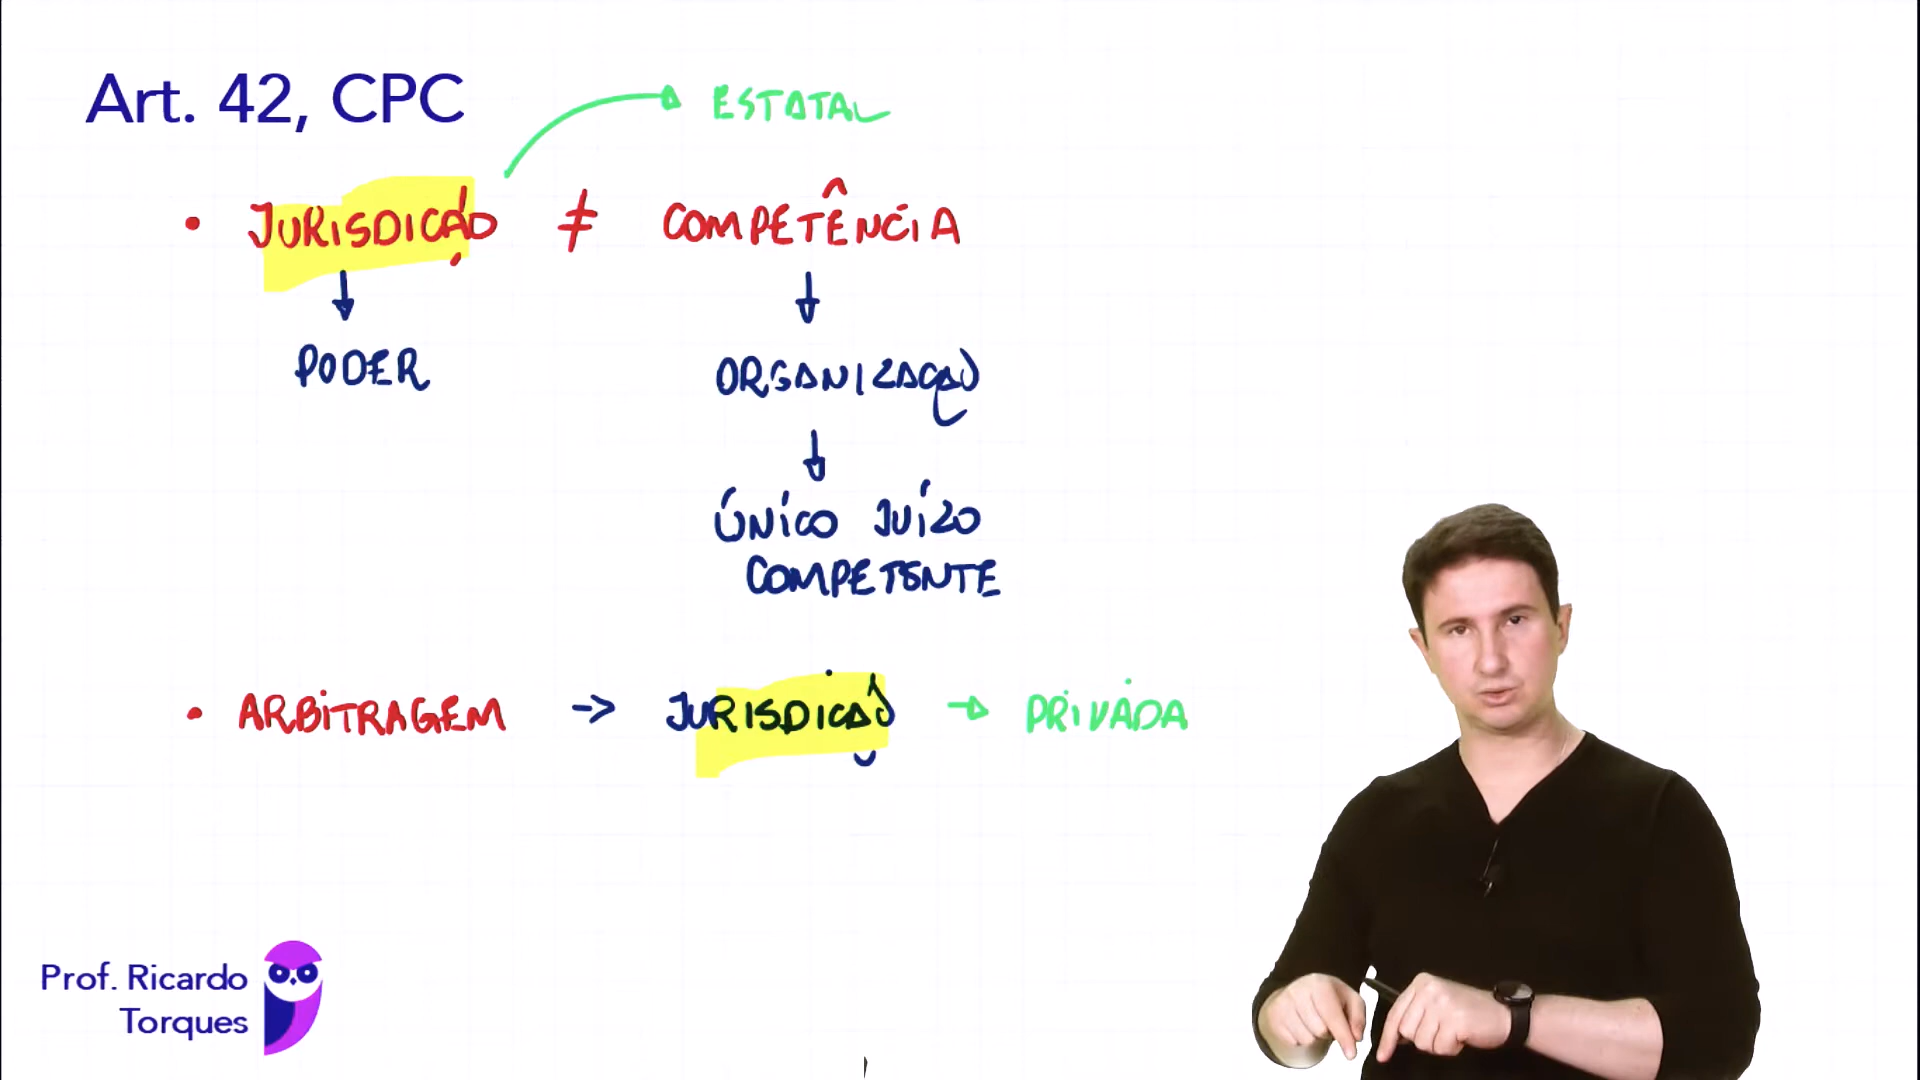 Art. 42, CPC
ESTATAL
• JURISDIÇÃO ≠ COMPETÊNCIA
PODER
ORGANIZAÇÃO
ÚNICO JUÍZO
COMPETENTE
• ARBITRAGEM → JURISDIÇÃO → PRIVADA
Prof. Ricardo
Torques